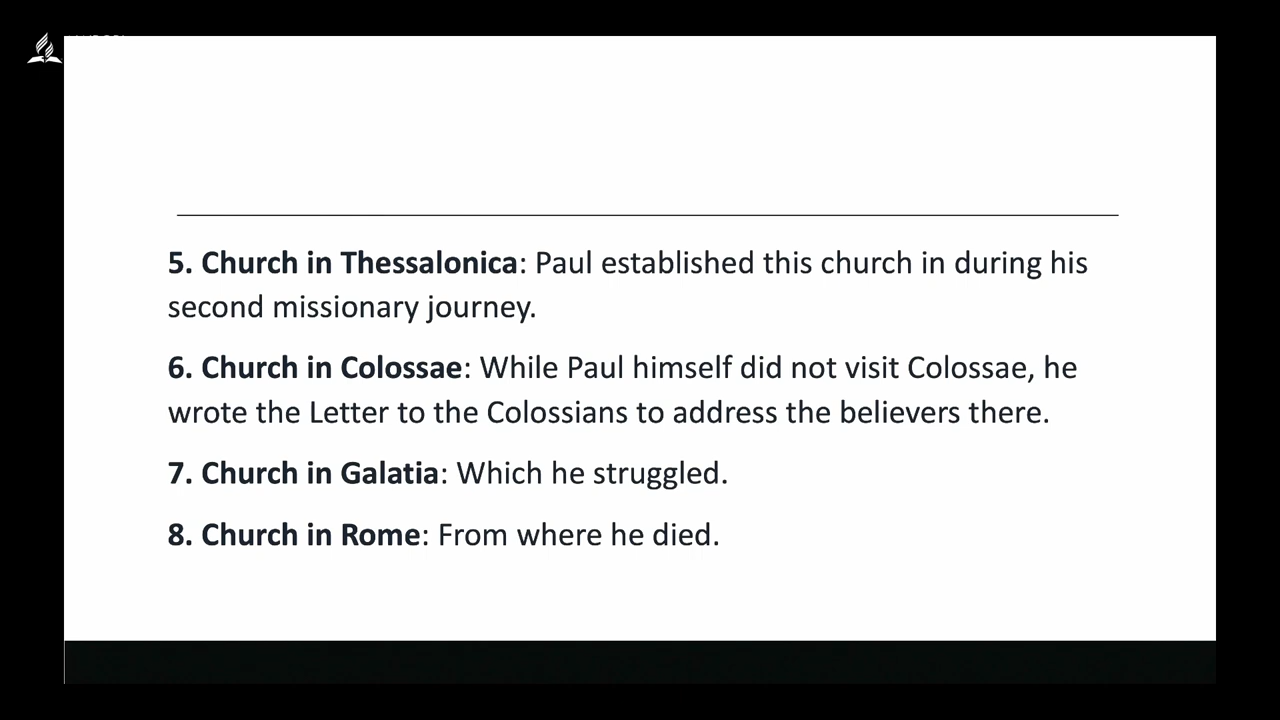 5. Church in Thessalonica: Paul established this church in during his
second missionary journey.
6. Church in Colossae: While Paul himself did not visit Colossae, he
wrote the Letter to the Colossians to address the believers there.
7. Church in Galatia: Which he struggled.
8. Church in Rome: From where he died.